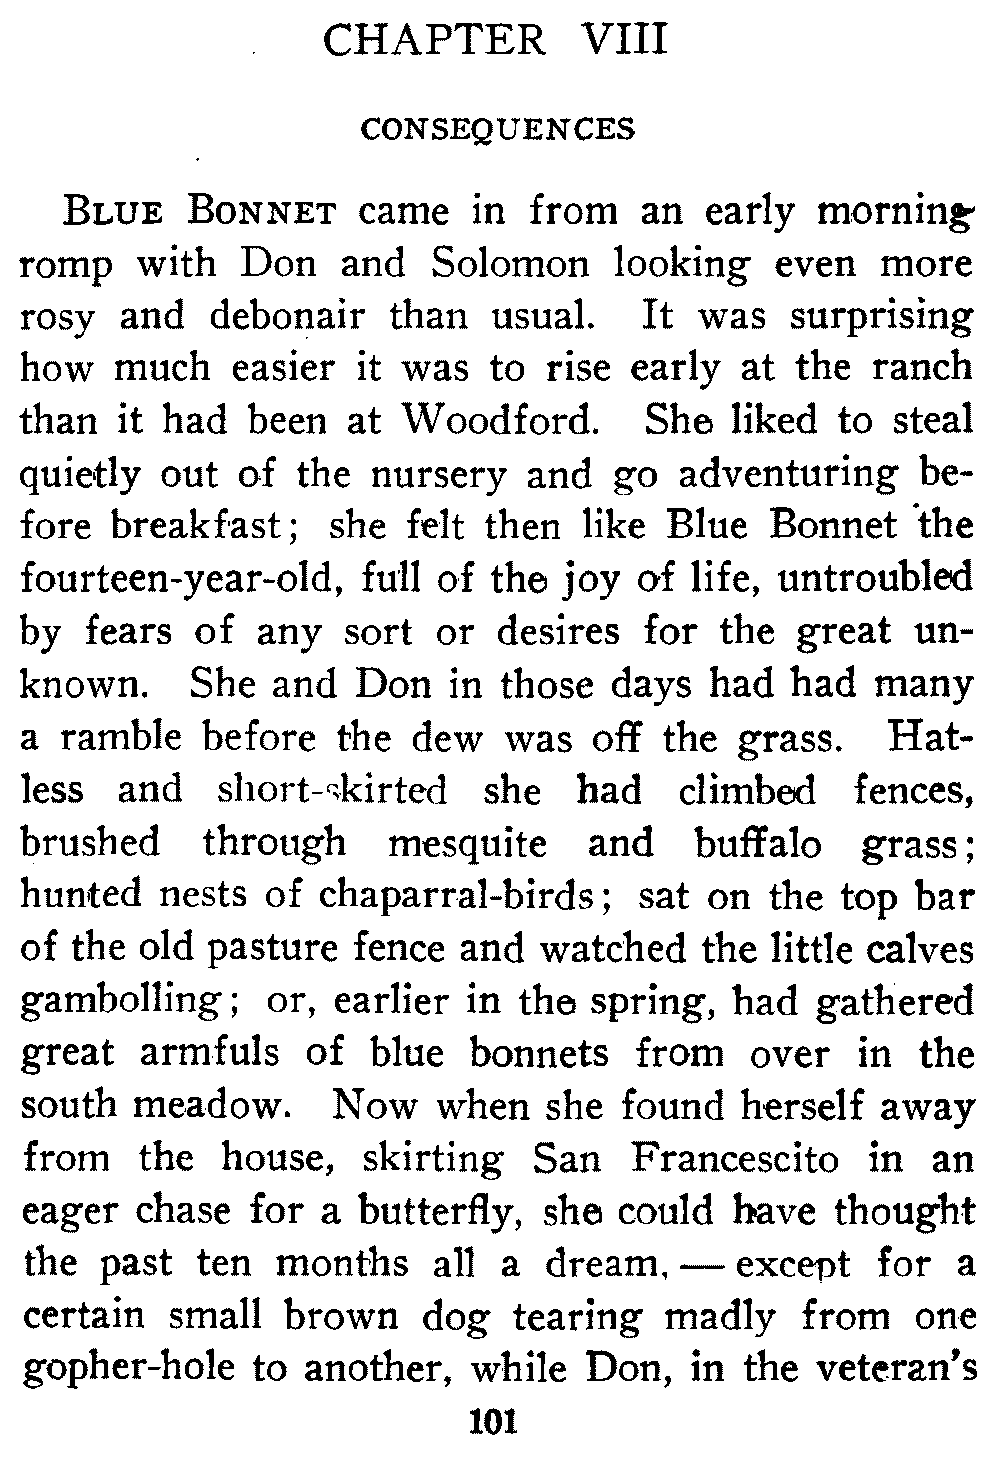 CHAPTER VIII
CONSEQUENCES
BLUE BONNET came in from an early morning
romp with Don and Solomon looking even more
rosy and debonair than usual. It was surprising
how much easier it was to rise early at the ranch
than it had been at Woodford. She liked to steal
quietly out of the nursery and go adventuring be-
fore breakfast; she felt then like Blue Bonnet the
fourteen-year-old, full of the joy of life, untroubled
by fears of any sort or desires for the great un-
known. She and Don in those days had had many
a ramble before the dew was off the grass. Hat-
less and short-skirted she had climbed fences,
brushed through mesquite and buffalo grass;
hunted nests of chaparral-birds; sat on the top bar
of the old pasture fence and watched the little calves
gambolling; or, earlier in the spring, had gathered
great armfuls of blue bonnets from over in the
south meadow. Now when she found herself away
from the house, skirting San Francescito in an
eager chase for a butterfly, she could have thought
the past ten months all a dream, — except for a
certain small brown dog tearing madly from one
gopher-hole to another, while Don, in the veteran's
101